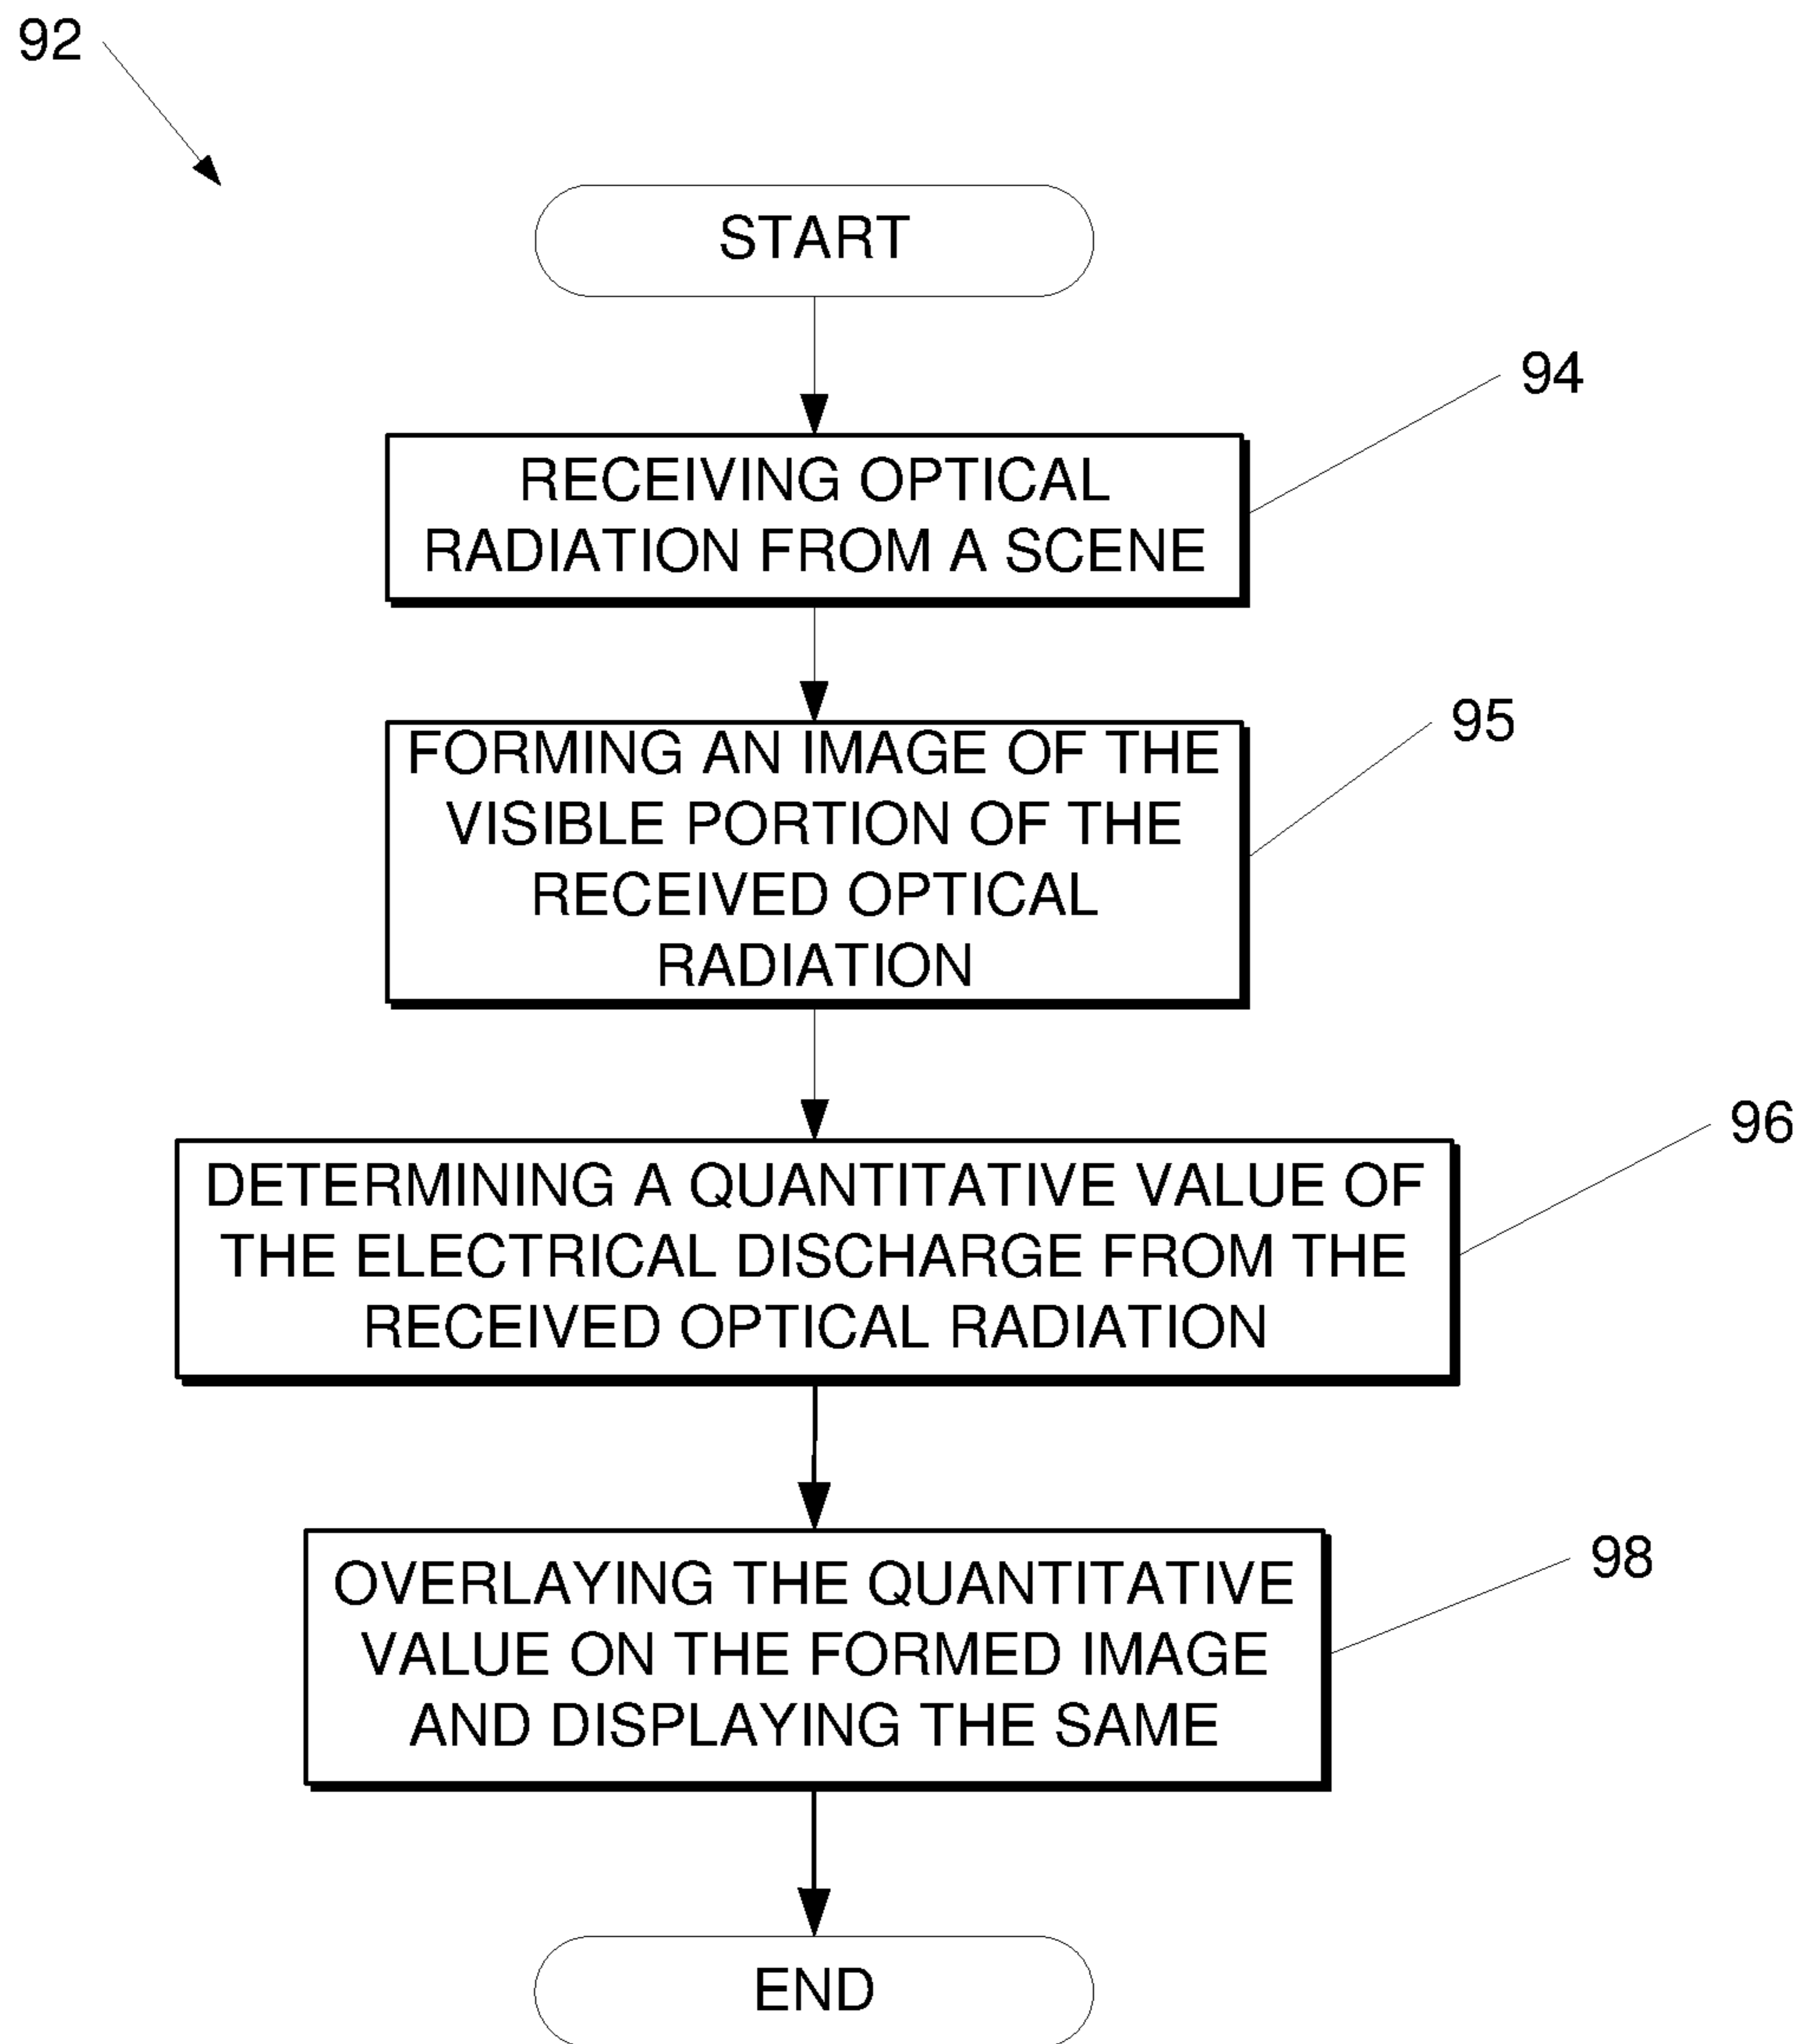 92
START
94
RECEIVING OPTICAL
RADIATION FROM A SCENE
95
FORMING AN IMAGE OF THE
VISIBLE PORTION OF THE
RECEIVED OPTICAL
RADIATION
96
DETERMINING A QUANTITATIVE VALUE OF
THE ELECTRICAL DISCHARGE FROM THE
RECEIVED OPTICAL RADIATION
98
OVERLAYING THE QUANTITATIVE
VALUE ON THE FORMED IMAGE
AND DISPLAYING THE SAME
END